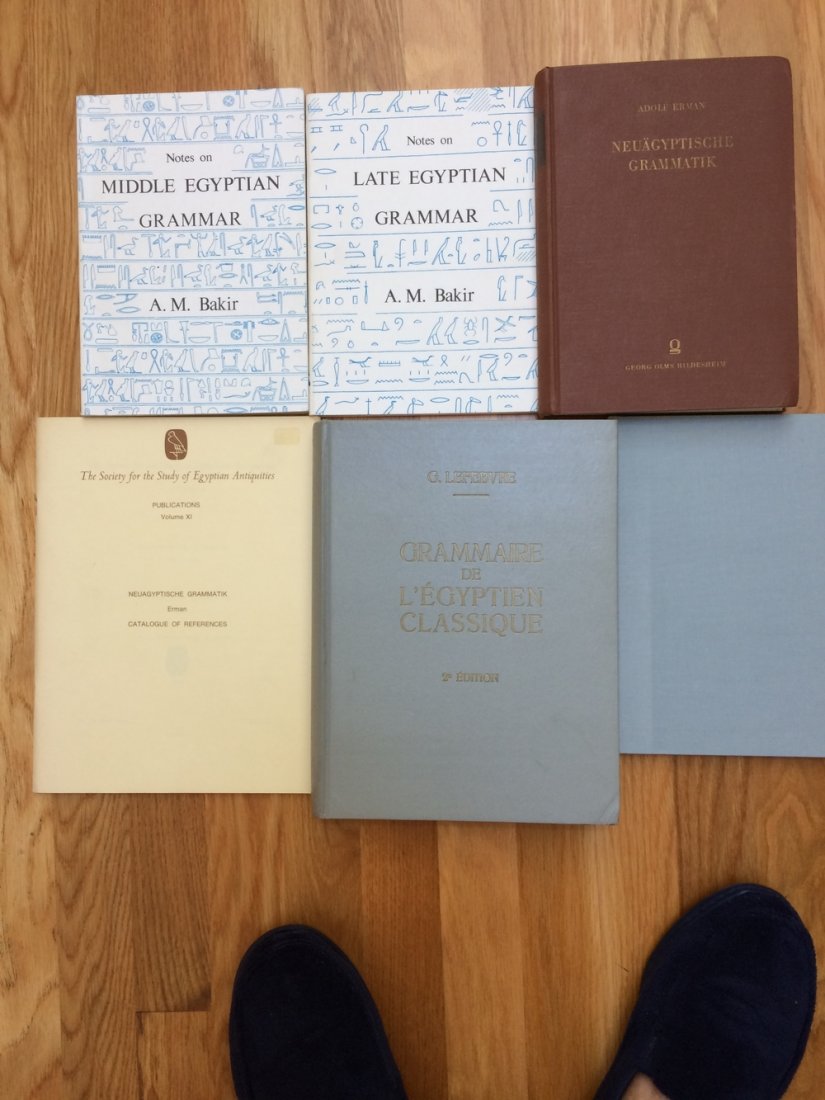 Notes on
MIDDLE EGYPTIAN
GRAMMAR
A. M. Bakir
Notes on
LATE EGYPTIAN
GRAMMAR
A. M. Bakir
ADOLF ERMAN
NEUÄGYPTISCHE
GRAMMATIK
GEORG OLMS HILDESHEIM
The Society for the Study of Egyptian Antiquities
PUBLICATIONS
Volume XI
NEUAGYPTISCHE GRAMMATIK
Erman
CATALOGUE OF REFERENCES
G. LEFEBVRE
GRAMMAIRE
DE
L'ÉGYPTIEN
CLASSIQUE
2e ÉDITION